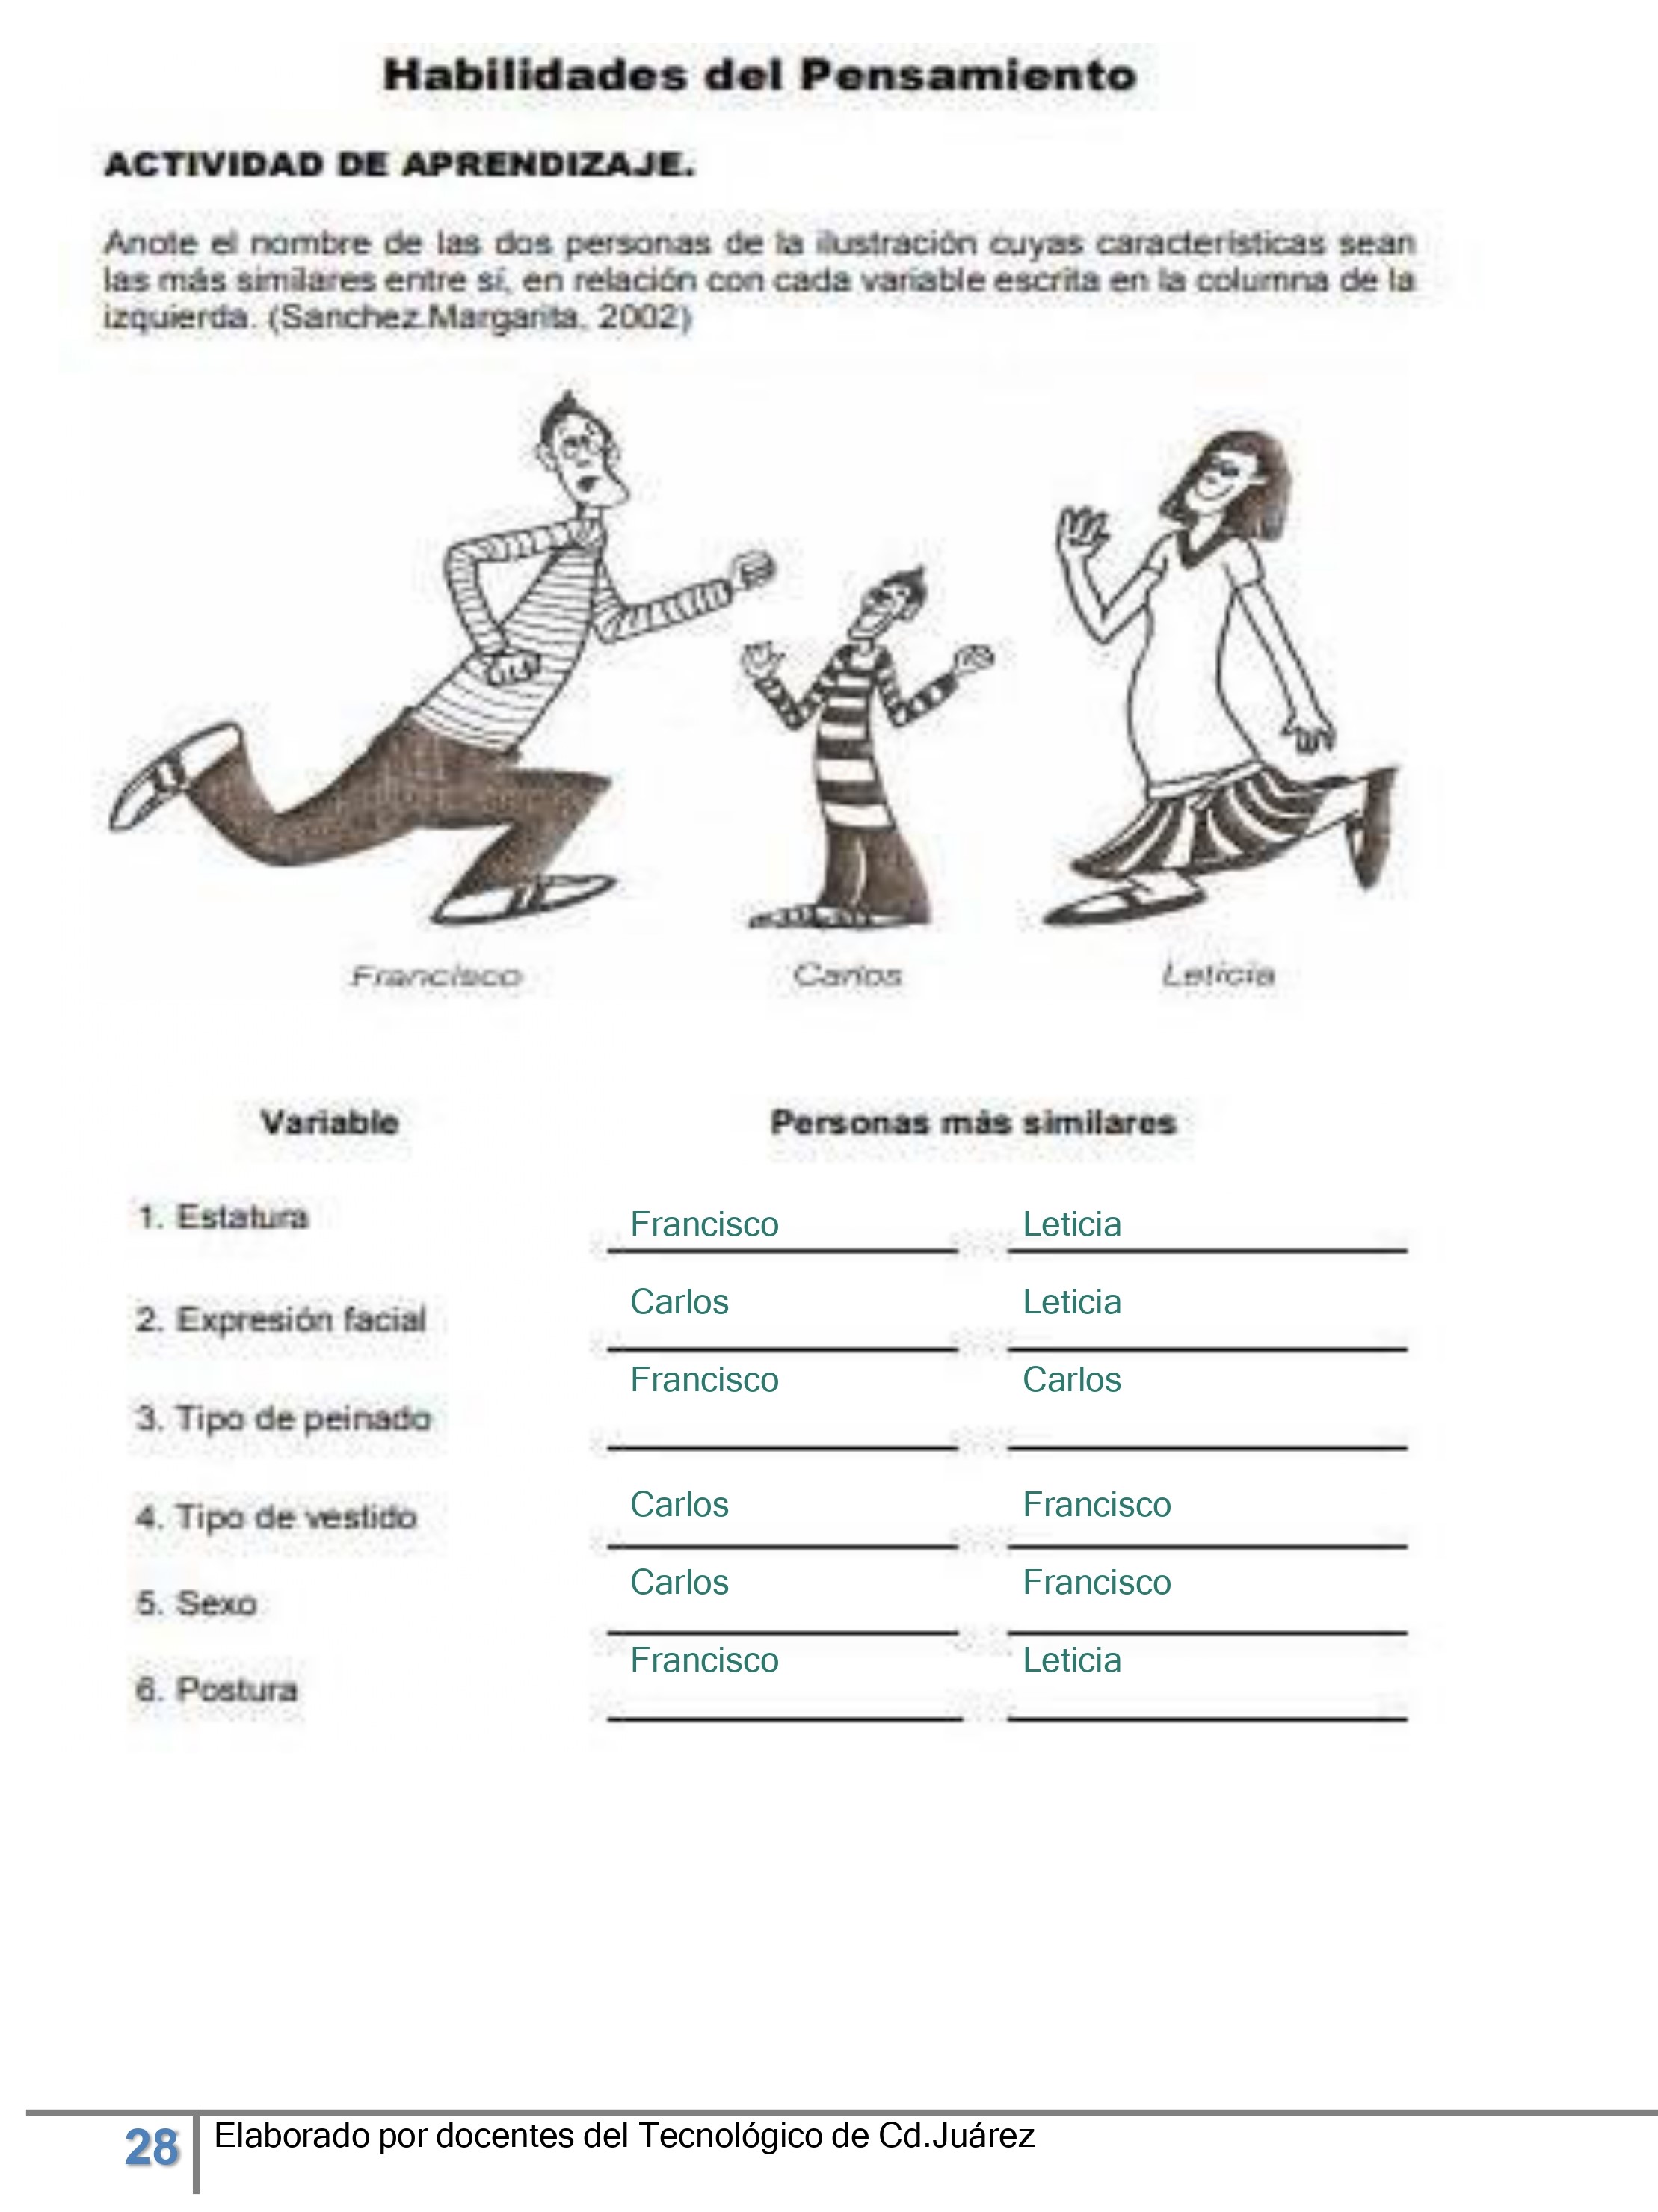 Habilidades del Pensamiento
ACTIVIDAD DE APRENDIZAJE.
Anote el nombre de las dos personas de la ilustración cuyas características sean
las más similares entre sí, en relación con cada variable escrita en la columna de la
izquierda. (Sanchez.Margarita, 2002)
Francisco Carlos Leticia
Variable Personas más similares
1. Estatura Francisco Leticia
2. Expresión facial Carlos Leticia
3. Tipo de peinado Francisco Carlos
4. Tipo de vestido Carlos Francisco
5. Sexo Carlos Francisco
6. Postura Francisco Leticia
28 Elaborado por docentes del Tecnológico de Cd.Juárez